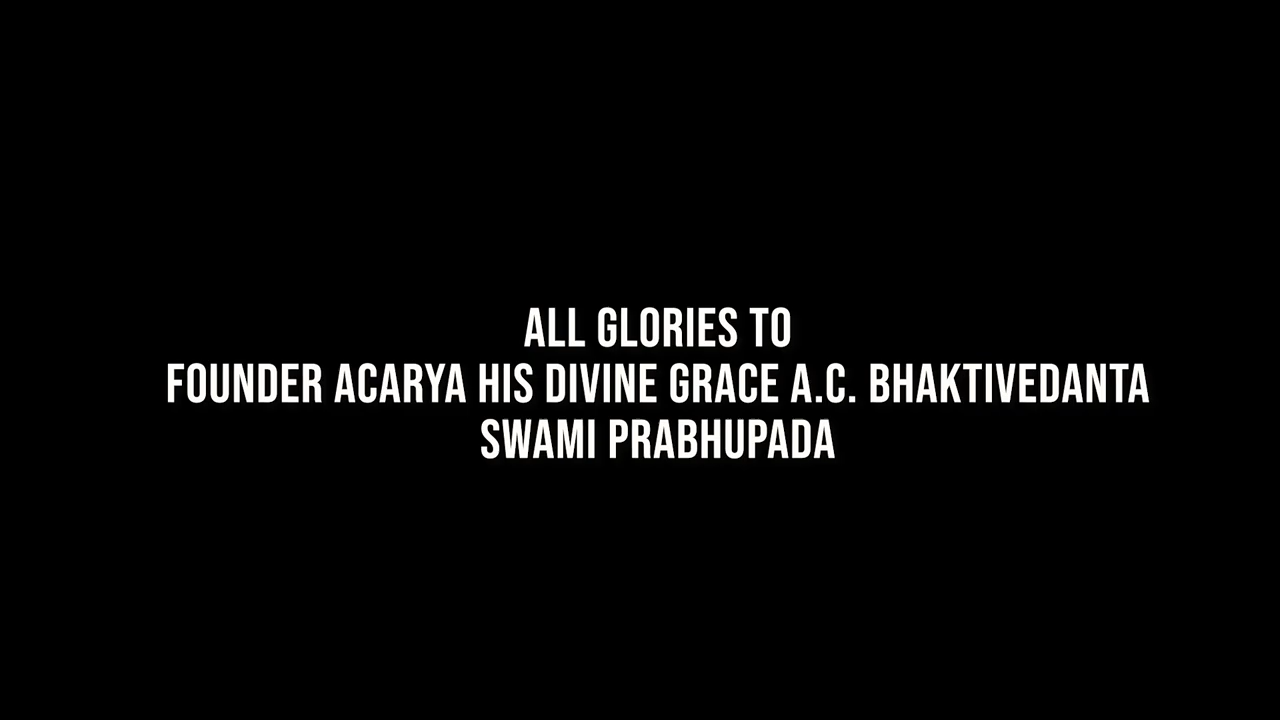 ALL GLORIES TO
FOUNDER ACARYA HIS DIVINE GRACE A.C. BHAKTIVEDANTA
SWAMI PRABHUPADA